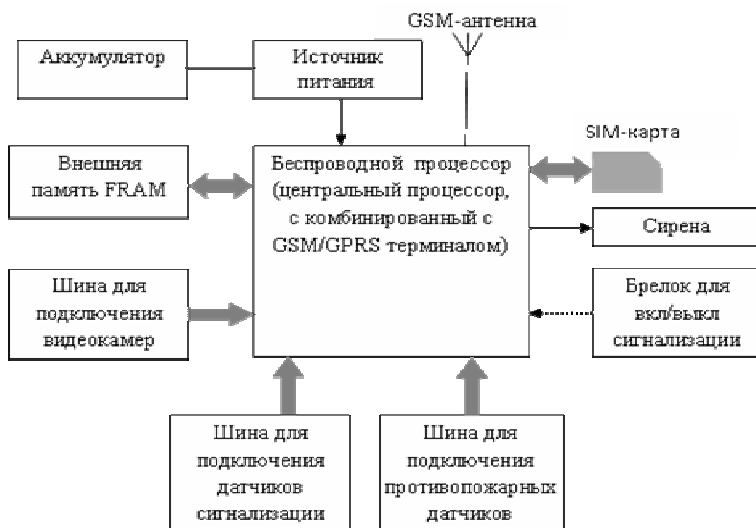 GSM-антенна
Аккумулятор
Источник
питания
SIM-карта
Внешняя
память FRAM
Беспроводной процессор
(центральный процессор,
с комбинированный с
GSM/GPRS терминалом)
Сирена
Шина для
подключения
видеокамер
Брелок для
вкл/выкл
сигнализации
Шина для
подключения
датчиков
сигнализации
Шина для
подключения
противопожарных
датчиков